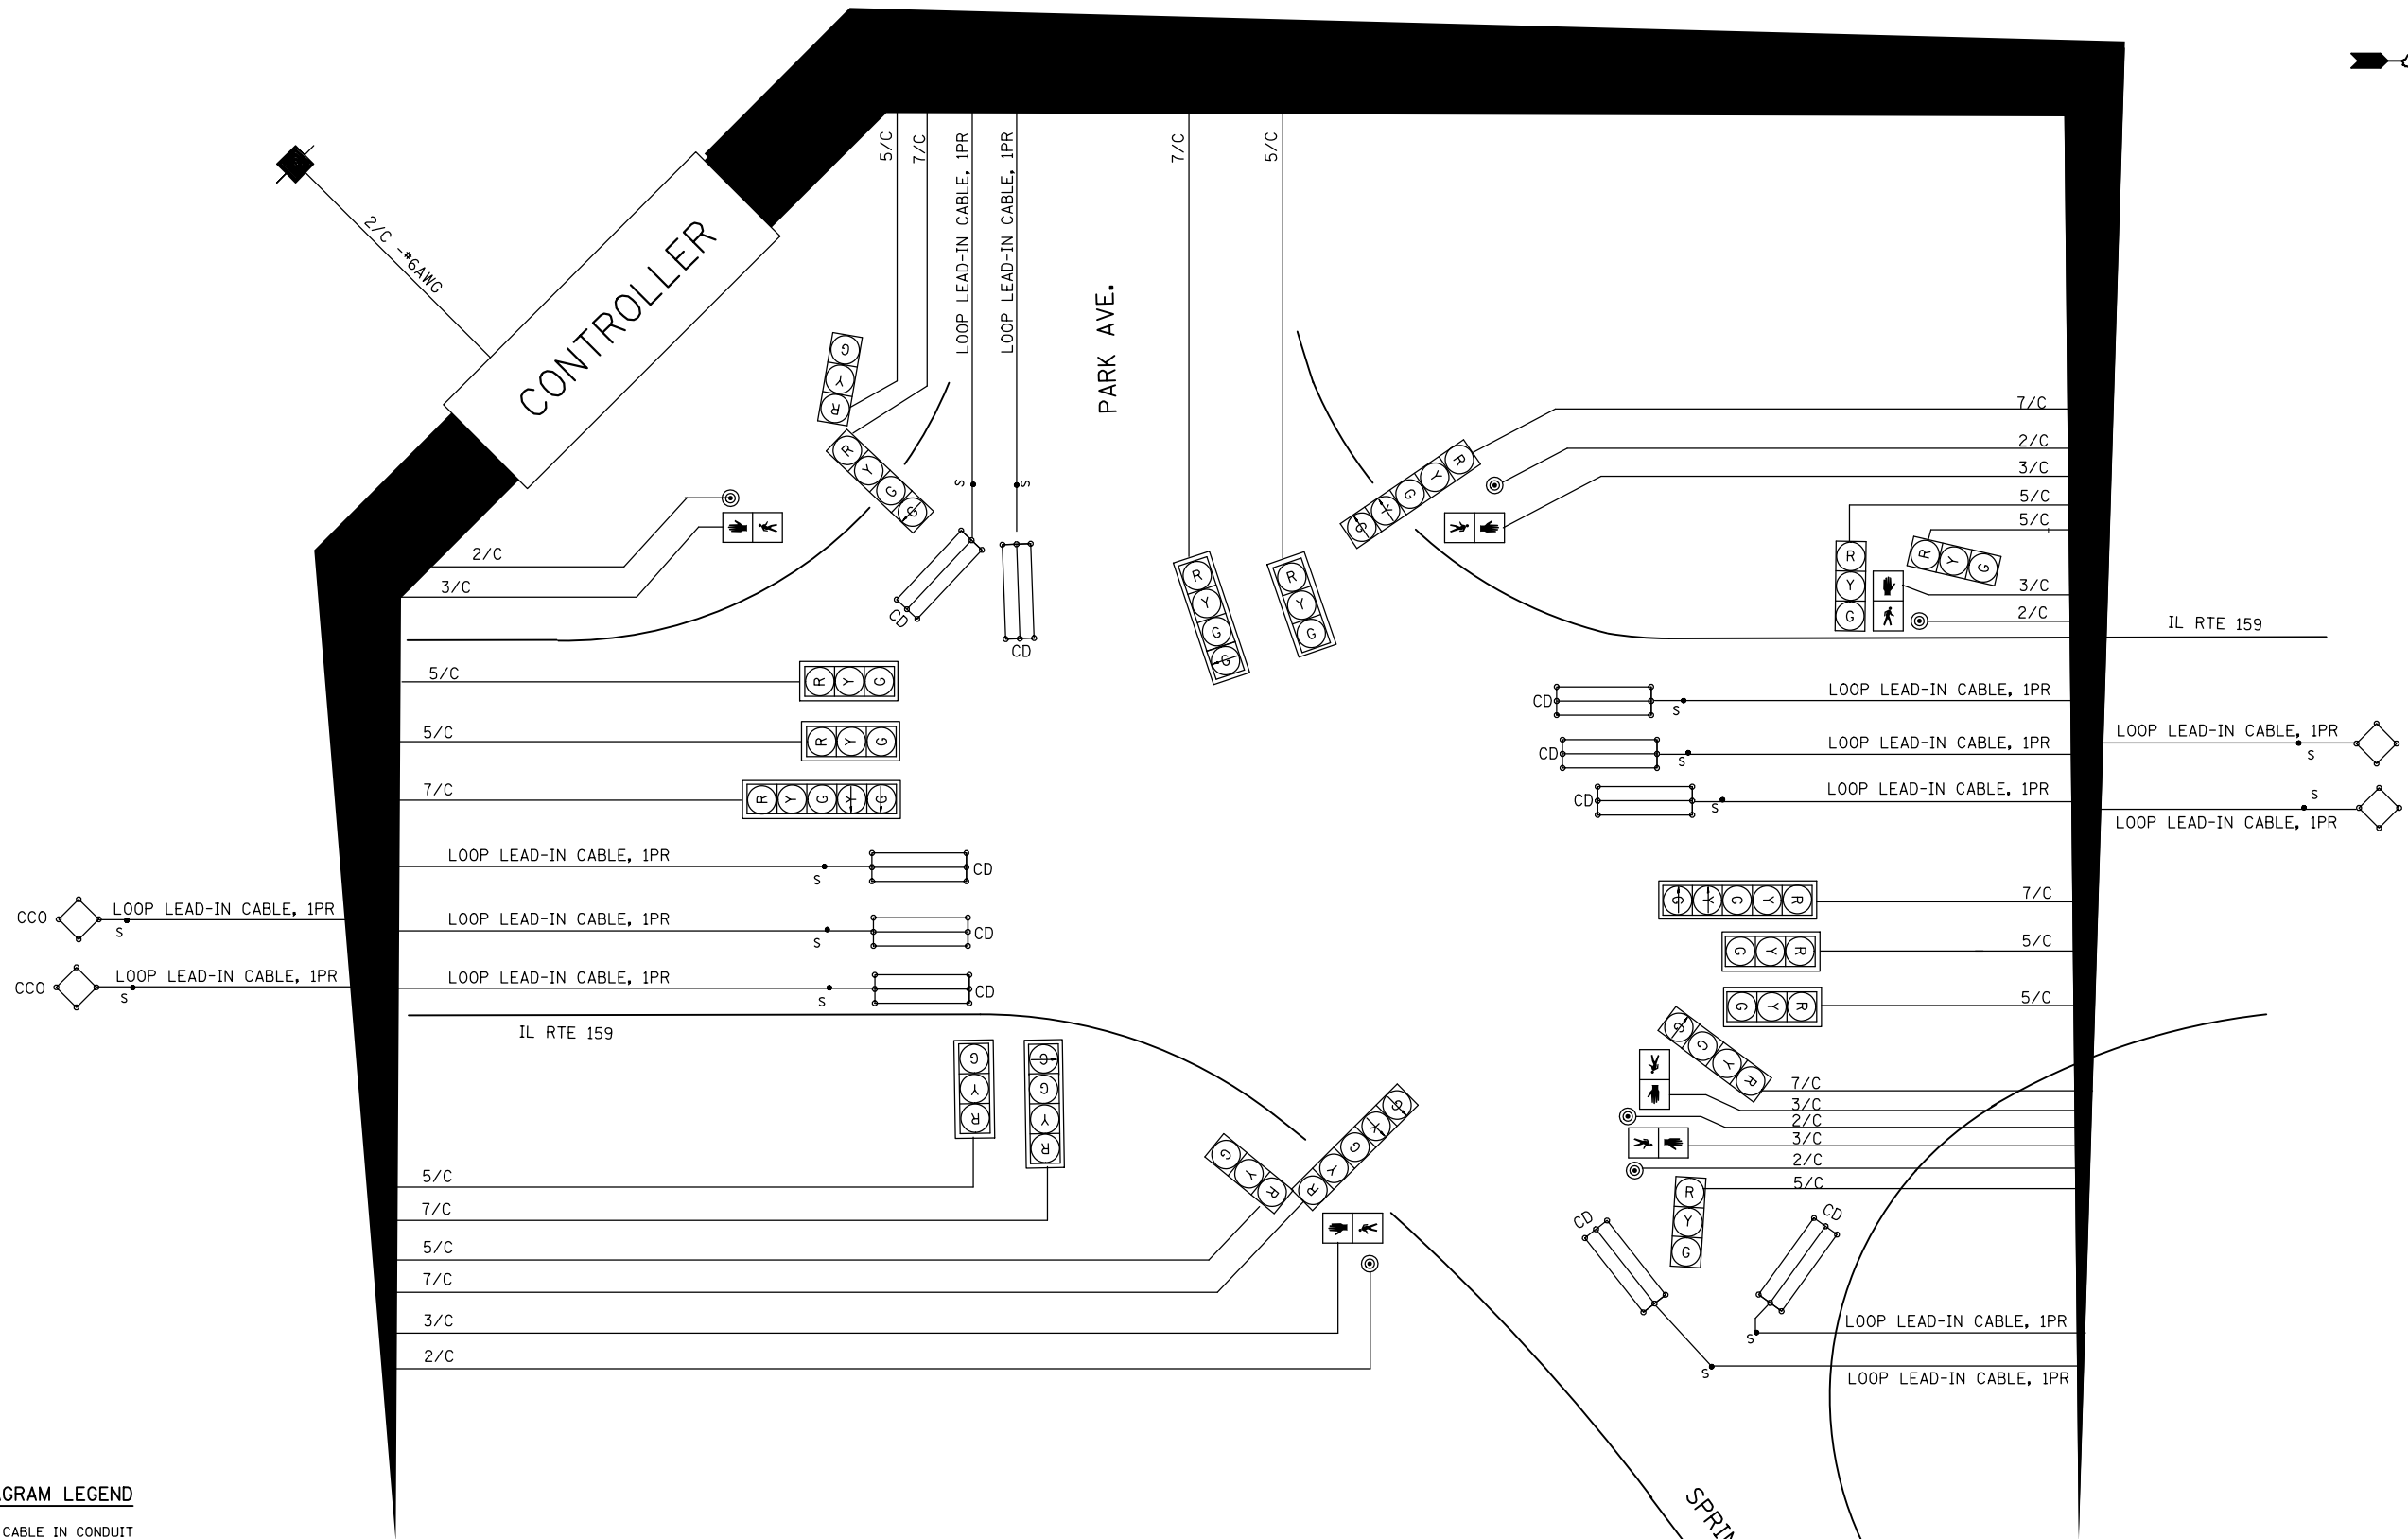 2/C -#6AWG
CONTROLLER
5/C
7/C
LOOP LEAD-IN CABLE, 1PR
LOOP LEAD-IN CABLE, 1PR
PARK AVE.
7/C
5/C
G
Y
R
R
Y
G
G
S
S
CD
CD
2/C
3/C
R
Y
G
G
R
Y
G
G
Y
G
Y
R
7/C
2/C
3/C
5/C
5/C
3/C
2/C
R
Y
G
R Y G
IL RTE 159
5/C
R Y G
5/C
R Y G
7/C
R Y G Y G
LOOP LEAD-IN CABLE, 1PR
S
CD
LOOP LEAD-IN CABLE, 1PR
S
CD
LOOP LEAD-IN CABLE, 1PR
S
CD
CCO
LOOP LEAD-IN CABLE, 1PR
S
CCO
LOOP LEAD-IN CABLE, 1PR
S
IL RTE 159
CD
S
LOOP LEAD-IN CABLE, 1PR
CD
S
LOOP LEAD-IN CABLE, 1PR
CD
S
LOOP LEAD-IN CABLE, 1PR
LOOP LEAD-IN CABLE, 1PR
S
S
LOOP LEAD-IN CABLE, 1PR
G Y G Y R
7/C
G Y R
5/C
G Y R
5/C
G
G
Y
R
7/C
3/C
2/C
3/C
2/C
5/C
R
Y
G
CD
CD
S
LOOP LEAD-IN CABLE, 1PR
S
LOOP LEAD-IN CABLE, 1PR
G
Y
R
G
G
Y
R
G
Y
R
G
Y
G
Y
R
5/C
7/C
5/C
7/C
3/C
2/C
GRAM LEGEND
CABLE IN CONDUIT